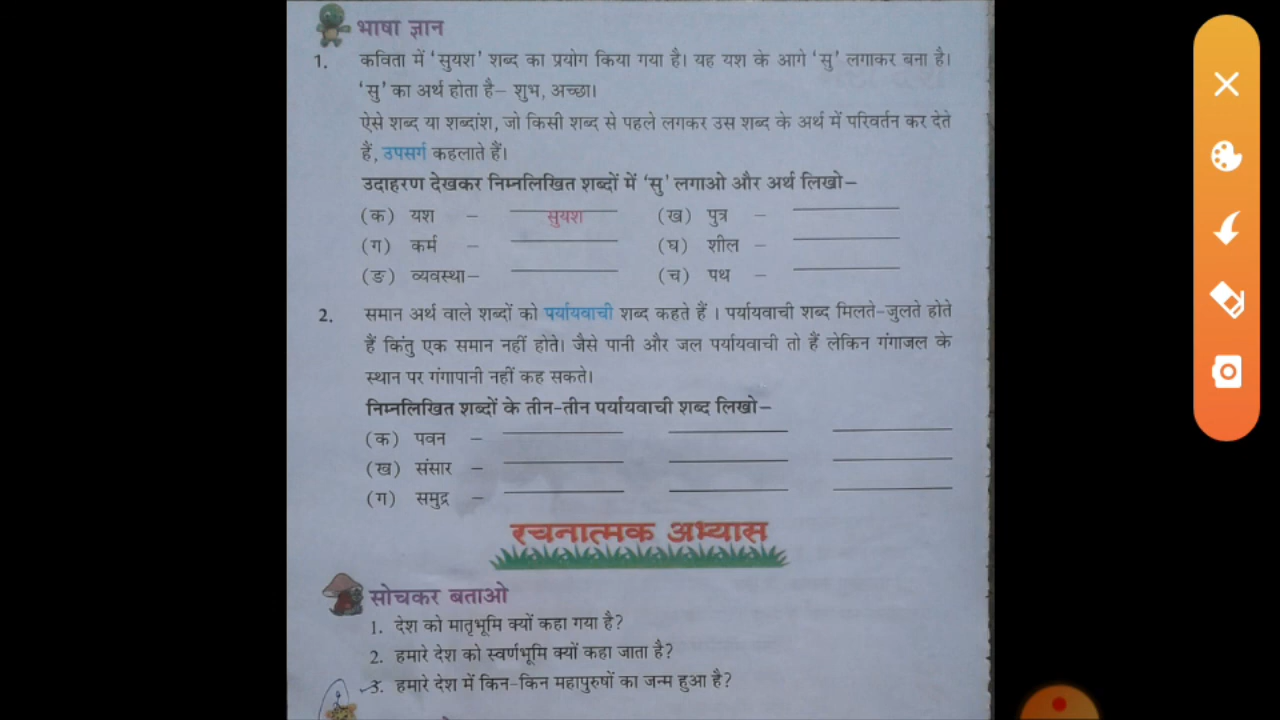 भाषा ज्ञान
1. कविता में 'सुयश' शब्द का प्रयोग किया गया है। यह यश के आगे 'सु' लगाकर बना है।
'सु' का अर्थ होता है– शुभ, अच्छा।
ऐसे शब्द या शब्दांश, जो किसी शब्द से पहले लगकर उस शब्द के अर्थ में परिवर्तन कर देते
हैं, उपसर्ग कहलाते हैं।
उदाहरण देखकर निम्नलिखित शब्दों में 'सु' लगाओ और अर्थ लिखो–
(क) यश – सुयश (ख) पुत्र –
(ग) कर्म – (घ) शील –
(ङ) व्यवस्था– (च) पथ –
2. समान अर्थ वाले शब्दों को पर्यायवाची शब्द कहते हैं । पर्यायवाची शब्द मिलते-जुलते होते
हैं किंतु एक समान नहीं होते। जैसे पानी और जल पर्यायवाची तो हैं लेकिन गंगाजल के
स्थान पर गंगापानी नहीं कह सकते।
निम्नलिखित शब्दों के तीन-तीन पर्यायवाची शब्द लिखो–
(क) पवन –
(ख) संसार –
(ग) समुद्र –
रचनात्मक अभ्यास
सोचकर बताओ
1. देश को मातृभूमि क्यों कहा गया है?
2. हमारे देश को स्वर्णभूमि क्यों कहा जाता है?
3. हमारे देश में किन-किन महापुरुषों का जन्म हुआ है?